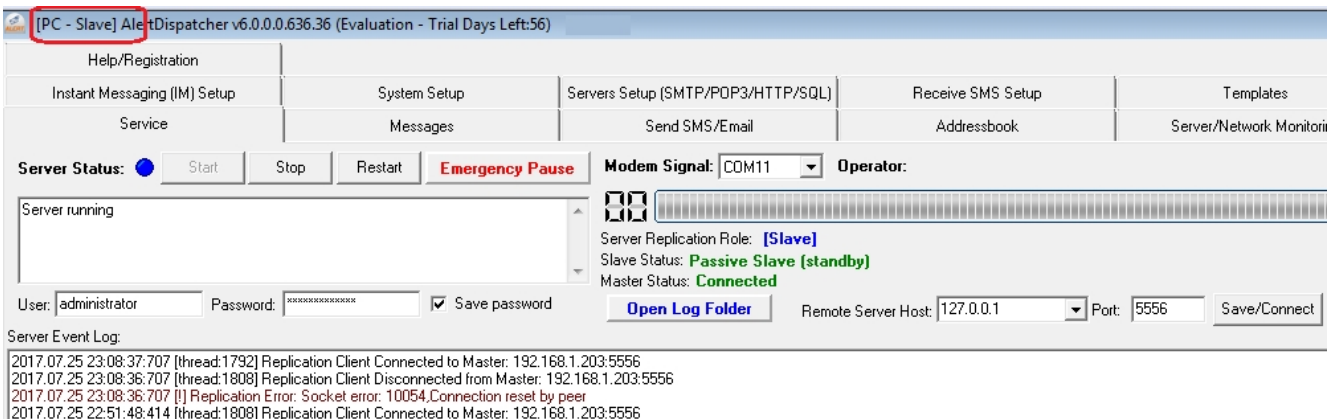 [PC - Slave] AlertDispatcher v6.0.0.0.636.36 (Evaluation - Trial Days Left:56)
Help/Registration
Instant Messaging (IM) Setup System Setup Servers Setup (SMTP/POP3/HTTP/SQL) Receive SMS Setup Templates
Service Messages Send SMS/Email Addressbook Server/Network Monitorin
Server Status: Start Stop Restart Emergency Pause Modem Signal: COM11 Operator:
Server running
Server Replication Role: [Slave]
Slave Status: Passive Slave (standby)
Master Status: Connected
User: administrator Password: ************* Save password Open Log Folder Remote Server Host: 127.0.0.1 Port: 5556 Save/Connect
Server Event Log:
2017.07.25 23:08:37:707 [thread:1792] Replication Client Connected to Master: 192.168.1.203:5556
2017.07.25 23:08:36:707 [thread:1808] Replication Client Disconnected from Master: 192.168.1.203:5556
2017.07.25 23:08:36:707 [!] Replication Error: Socket error: 10054,Connection reset by peer
2017.07.25 22:51:48:414 [thread:1808] Replication Client Connected to Master: 192.168.1.203:5556